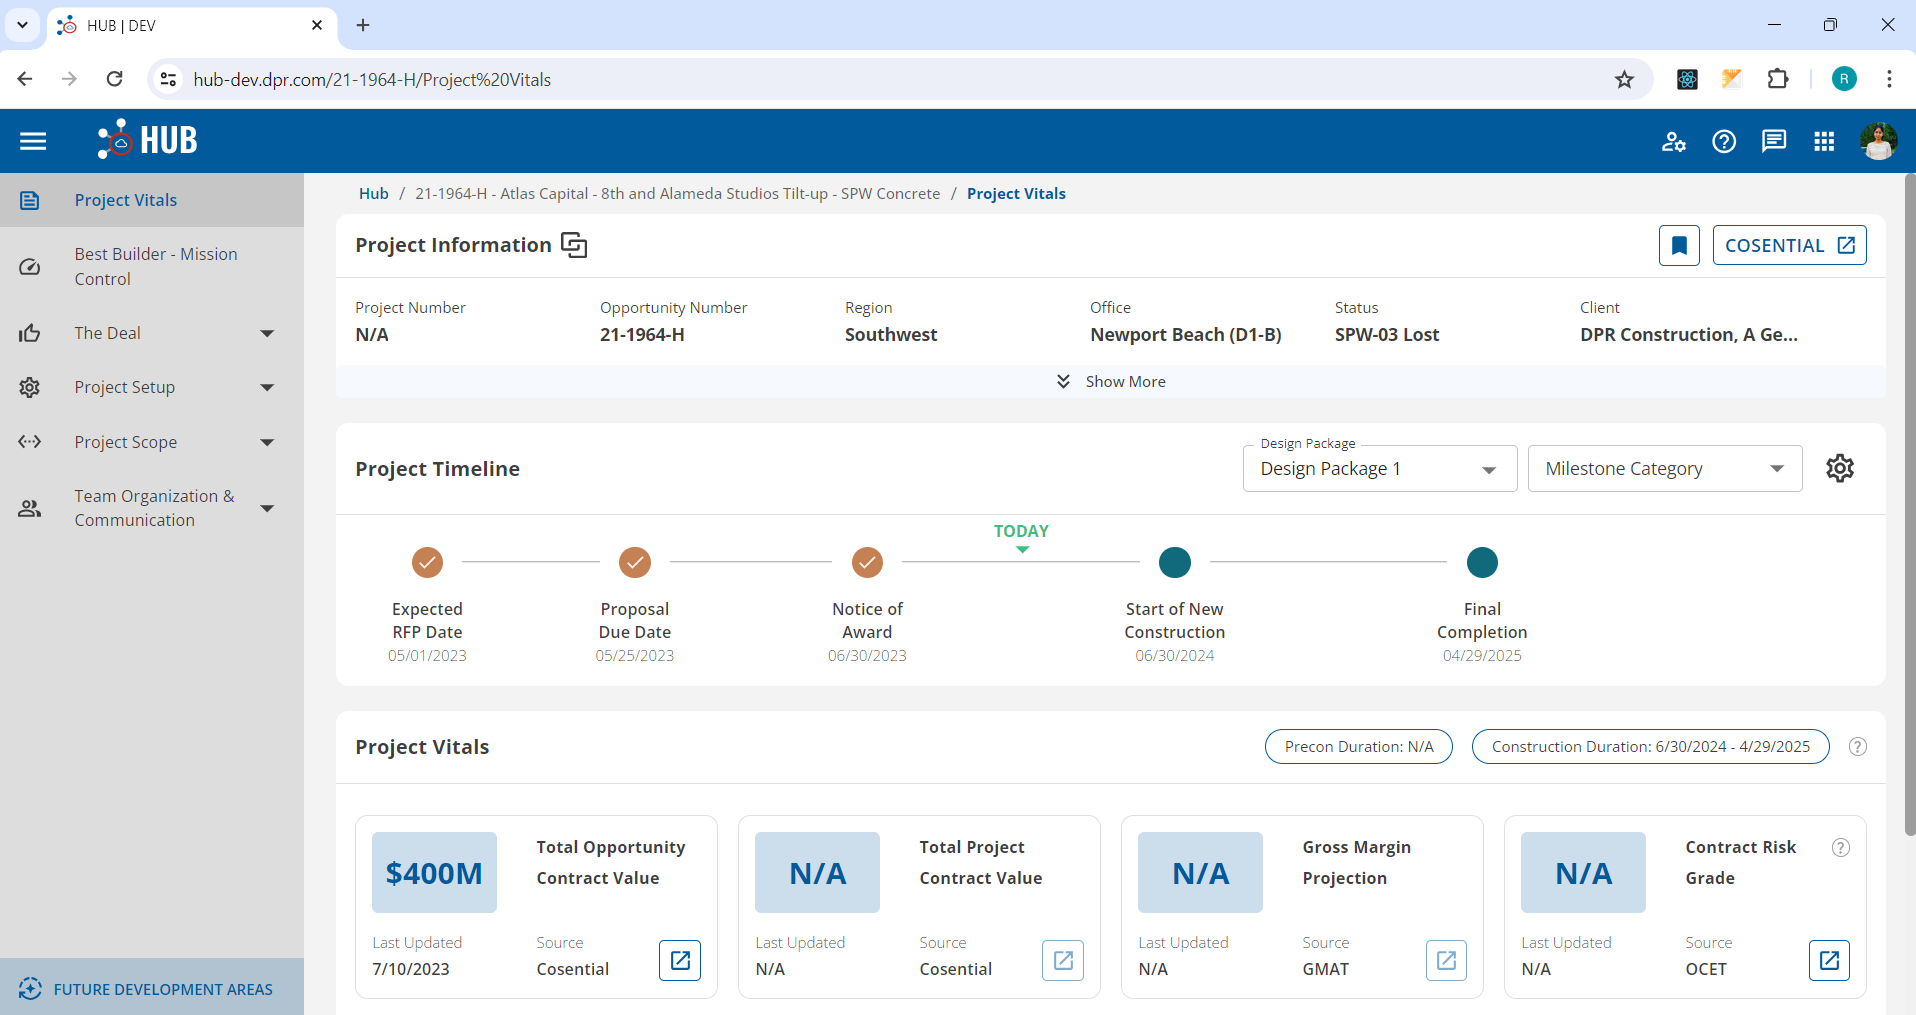 HUB | DEV
hub-dev.dpr.com/21-1964-H/Project%20Vitals
R
HUB
Project Vitals
Best Builder - Mission
Control
The Deal
Project Setup
Project Scope
Team Organization &
Communication
FUTURE DEVELOPMENT AREAS
Hub / 21-1964-H - Atlas Capital - 8th and Alameda Studios Tilt-up - SPW Concrete / Project Vitals
Project Information
COSENTIAL
Project Number
N/A
Opportunity Number
21-1964-H
Region
Southwest
Office
Newport Beach (D1-B)
Status
SPW-03 Lost
Client
DPR Construction, A Ge...
Show More
Project Timeline
Design Package
Design Package 1
Milestone Category
TODAY
Expected
RFP Date
05/01/2023
Proposal
Due Date
05/25/2023
Notice of
Award
06/30/2023
Start of New
Construction
06/30/2024
Final
Completion
04/29/2025
Project Vitals
Precon Duration: N/A
Construction Duration: 6/30/2024 - 4/29/2025
$400M
Total Opportunity
Contract Value
Last Updated
7/10/2023
Source
Cosential
N/A
Total Project
Contract Value
Last Updated
N/A
Source
Cosential
N/A
Gross Margin
Projection
Last Updated
N/A
Source
GMAT
N/A
Contract Risk
Grade
Last Updated
N/A
Source
OCET